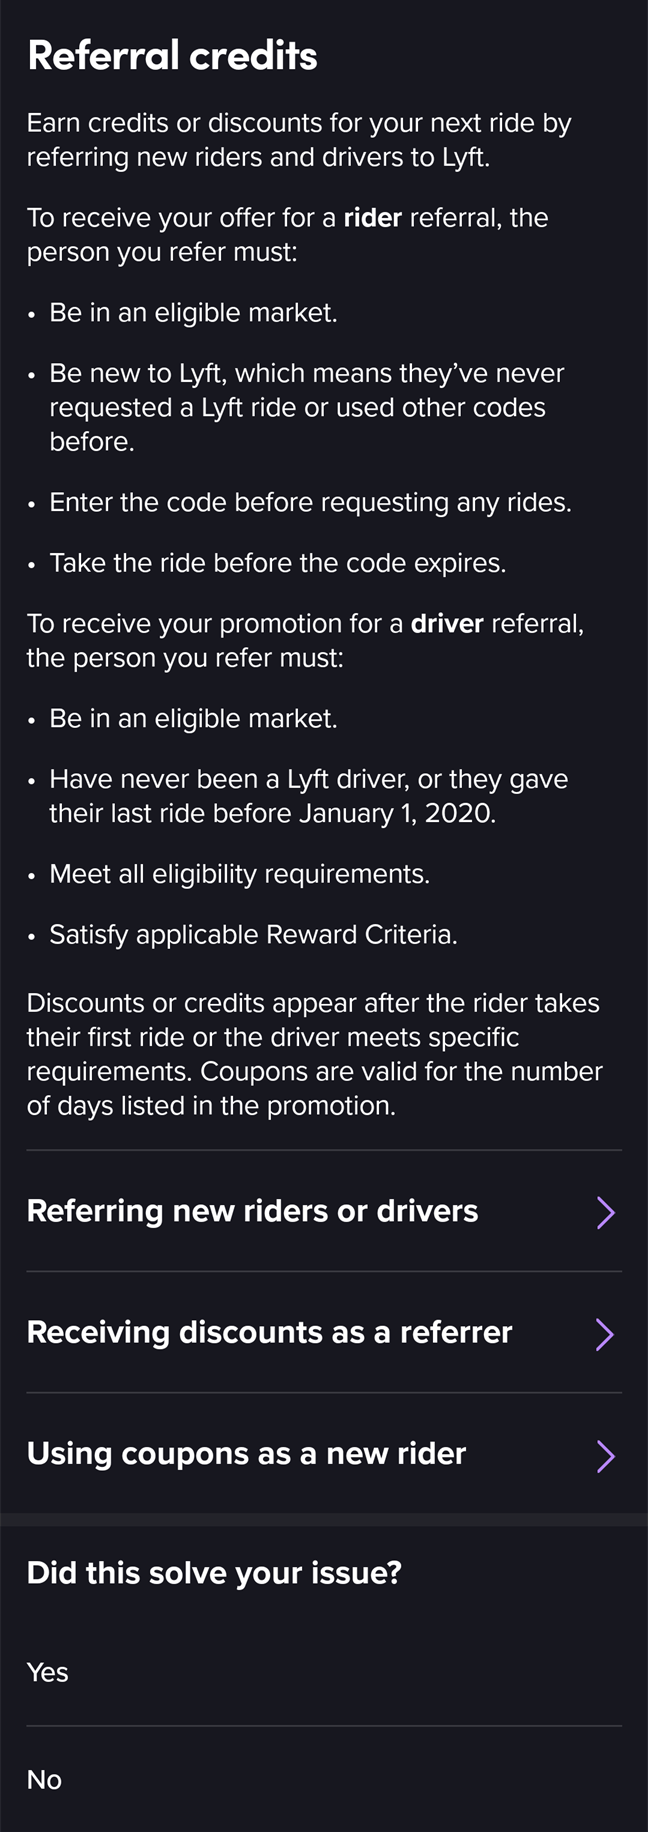 Referral credits
Earn credits or discounts for your next ride by
referring new riders and drivers to Lyft.
To receive your offer for a rider referral, the
person you refer must:
• Be in an eligible market.
• Be new to Lyft, which means they’ve never
requested a Lyft ride or used other codes
before.
• Enter the code before requesting any rides.
• Take the ride before the code expires.
To receive your promotion for a driver referral,
the person you refer must:
• Be in an eligible market.
• Have never been a Lyft driver, or they gave
their last ride before January 1, 2020.
• Meet all eligibility requirements.
• Satisfy applicable Reward Criteria.
Discounts or credits appear after the rider takes
their first ride or the driver meets specific
requirements. Coupons are valid for the number
of days listed in the promotion.
Referring new riders or drivers
Receiving discounts as a referrer
Using coupons as a new rider
Did this solve your issue?
Yes
No